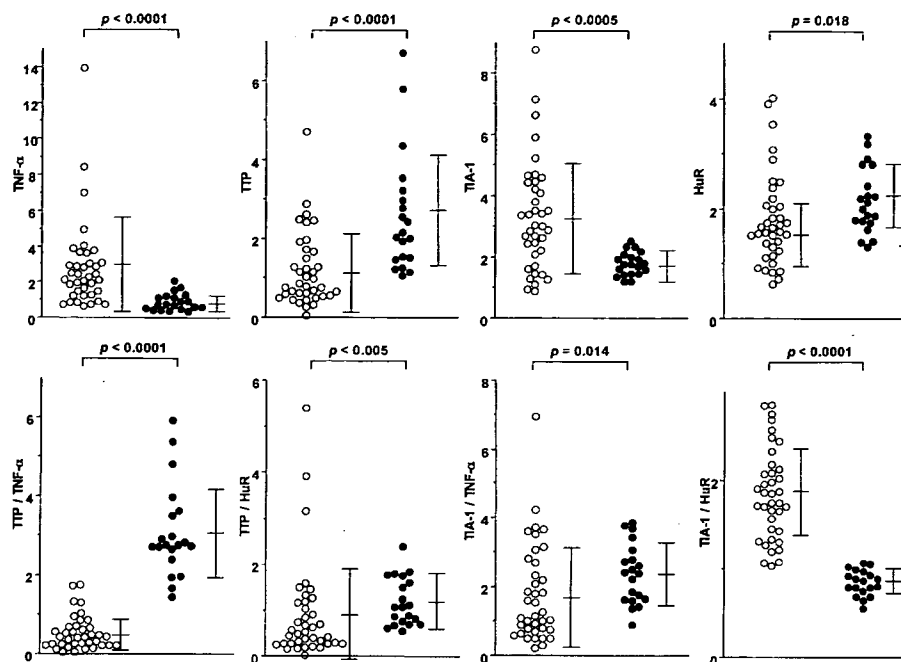 p < 0.0001
p < 0.0001
p < 0.0005
p = 0.018
TNF-α
14
12
10
8
6
4
2
0
TTP
6
4
2
0
TIA-1
8
6
4
2
0
HuR
4
2
0
p < 0.0001
p < 0.005
p = 0.014
p < 0.0001
TTP / TNF-α
6
4
2
0
TTP / HuR
6
4
2
0
TIA-1 / TNF-α
8
6
4
2
0
TIA-1 / HuR
2
0